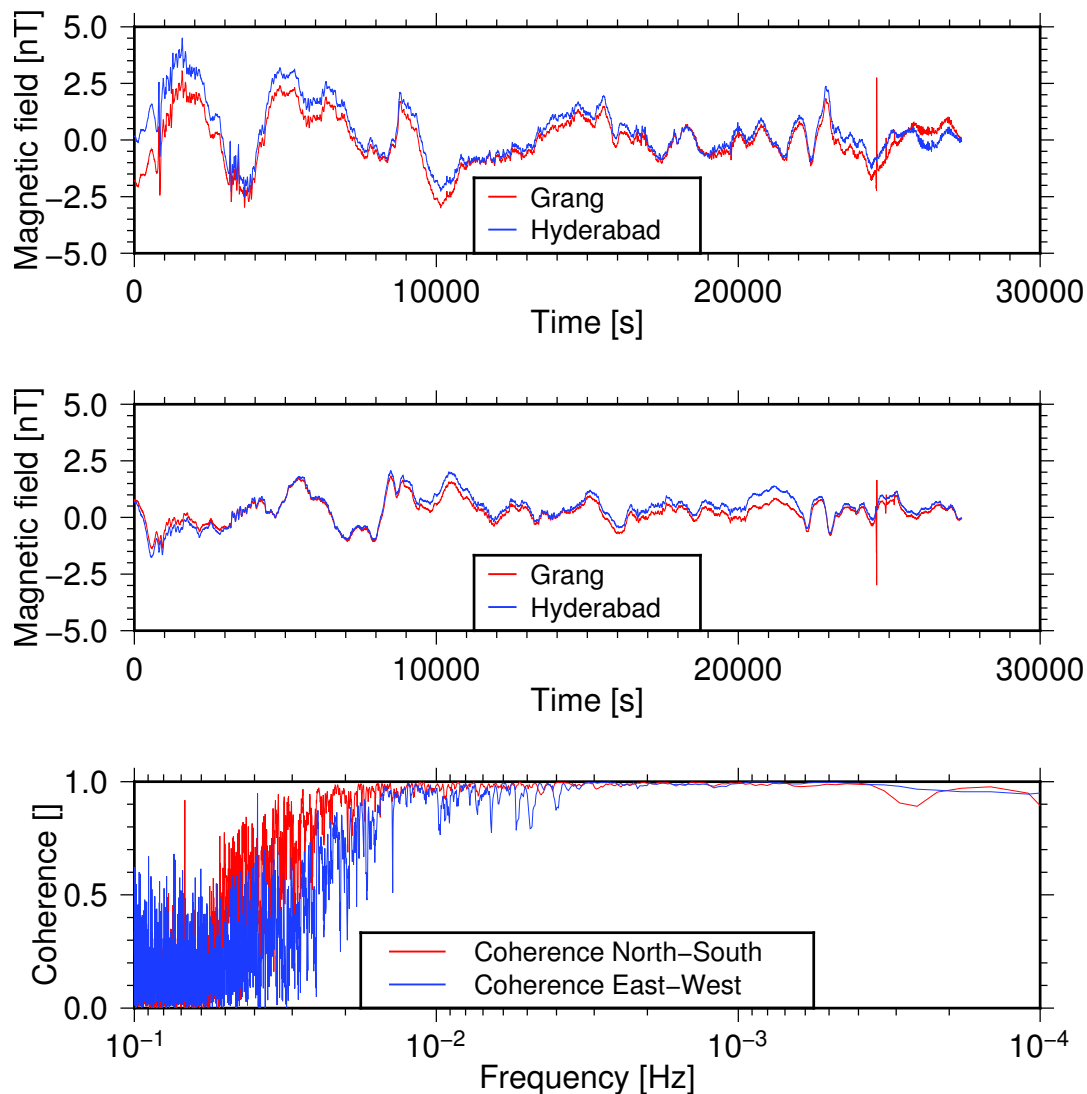 Magnetic field [nT]
5.0
2.5
0.0
−2.5
−5.0
Grang
Hyderabad
0
10000
20000
30000
Time [s]
Magnetic field [nT]
5.0
2.5
0.0
−2.5
−5.0
Grang
Hyderabad
0
10000
20000
30000
Time [s]
Coherence []
1.0
0.5
0.0
Coherence North−South
Coherence East−West
10−1
10−2
10−3
10−4
Frequency [Hz]